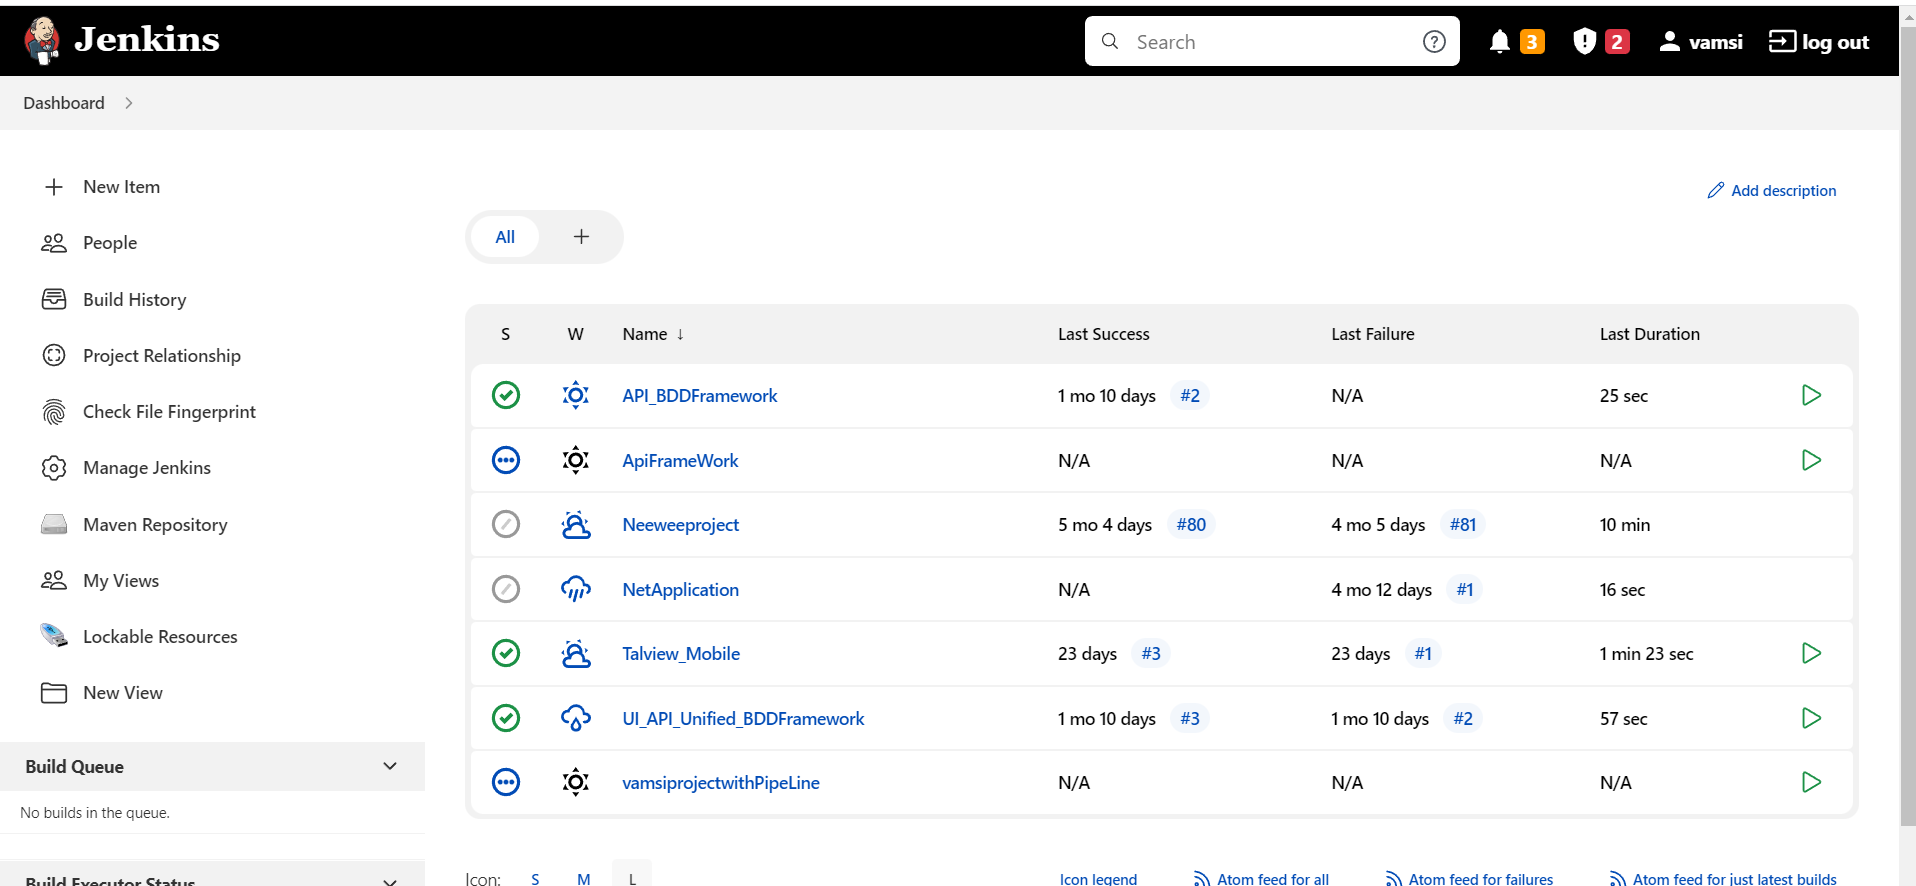 Jenkins
Search
3
2
vamsi
log out
Dashboard
New Item
People
Build History
Project Relationship
Check File Fingerprint
Manage Jenkins
Maven Repository
My Views
Lockable Resources
New View
Build Queue
No builds in the queue.
Build Executor Status
Add description
All
S W Name ↓ Last Success Last Failure Last Duration
API_BDDFramework 1 mo 10 days #2 N/A 25 sec
ApiFrameWork N/A N/A N/A
Neeweeproject 5 mo 4 days #80 4 mo 5 days #81 10 min
NetApplication N/A 4 mo 12 days #1 16 sec
Talview_Mobile 23 days #3 23 days #1 1 min 23 sec
UI_API_Unified_BDDFramework 1 mo 10 days #3 1 mo 10 days #2 57 sec
vamsiprojectwithPipeLine N/A N/A N/A
Icon: S M L
Icon legend Atom feed for all Atom feed for failures Atom feed for just latest builds